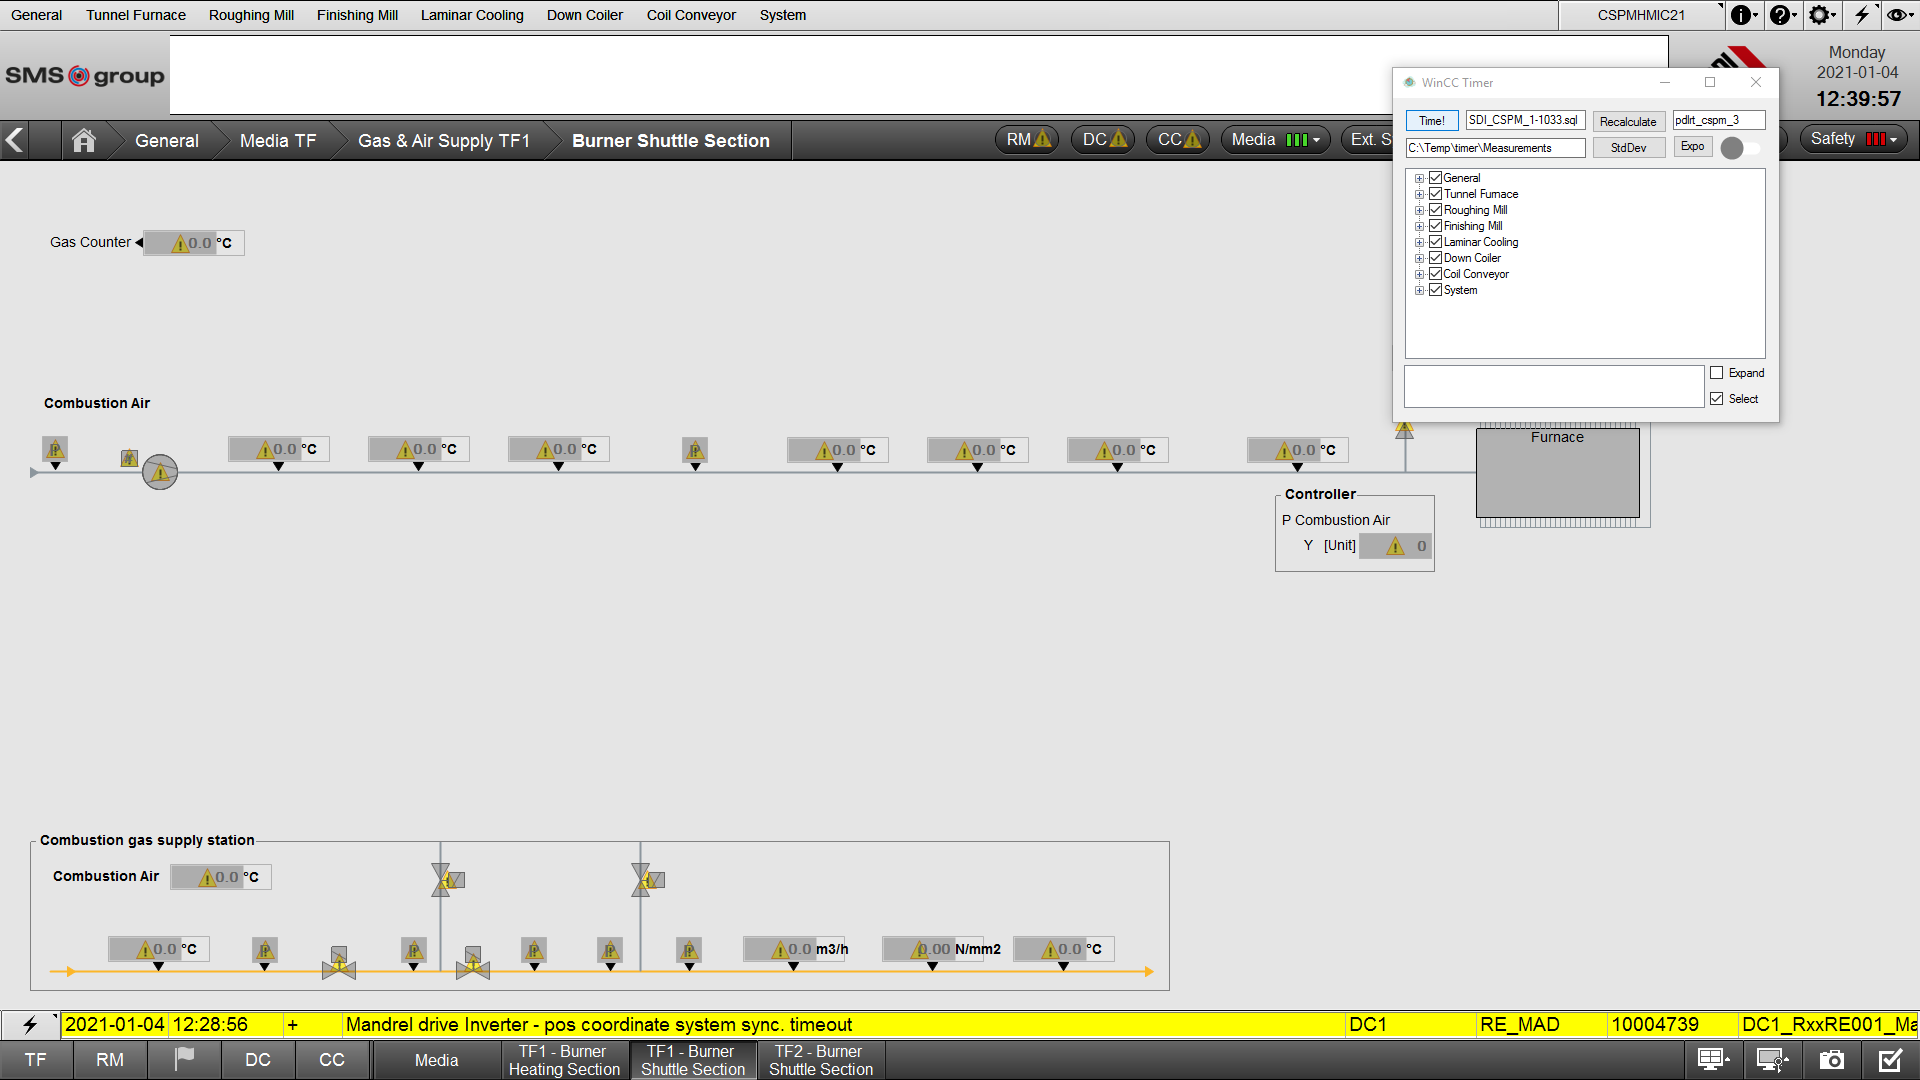 General Tunnel Furnace Roughing Mill Finishing Mill Laminar Cooling Down Coiler Coil Conveyor System CSPMHMIC21
SMS group
Monday
2021-01-04
12:39:57
General Media TF Gas & Air Supply TF1 Burner Shuttle Section RM DC CC Media Ext. S Safety
WinCC Timer
Time! SDI_CSPM_1-1033.sql Recalculate pdlrt_cspm_3
C:\Temp\timer\Measurements StdDev Expo
General
Tunnel Furnace
Roughing Mill
Finishing Mill
Laminar Cooling
Down Coiler
Coil Conveyor
System
Expand
Select
Gas Counter 0.0 °C
Combustion Air
P M 0.0 °C 0.0 °C 0.0 °C P 0.0 °C 0.0 °C 0.0 °C 0.0 °C
Furnace
Controller
P Combustion Air
Y [Unit] 0
Combustion gas supply station
Combustion Air 0.0 °C
0.0 °C P P P P P 0.0 m3/h 0.00 N/mm2 0.0 °C
2021-01-04 12:28:56 + Mandrel drive Inverter - pos coordinate system sync. timeout DC1 RE_MAD 10004739 DC1_RxxRE001_Ma
TF RM DC CC Media
TF1 - Burner
Heating Section
TF1 - Burner
Shuttle Section
TF2 - Burner
Shuttle Section